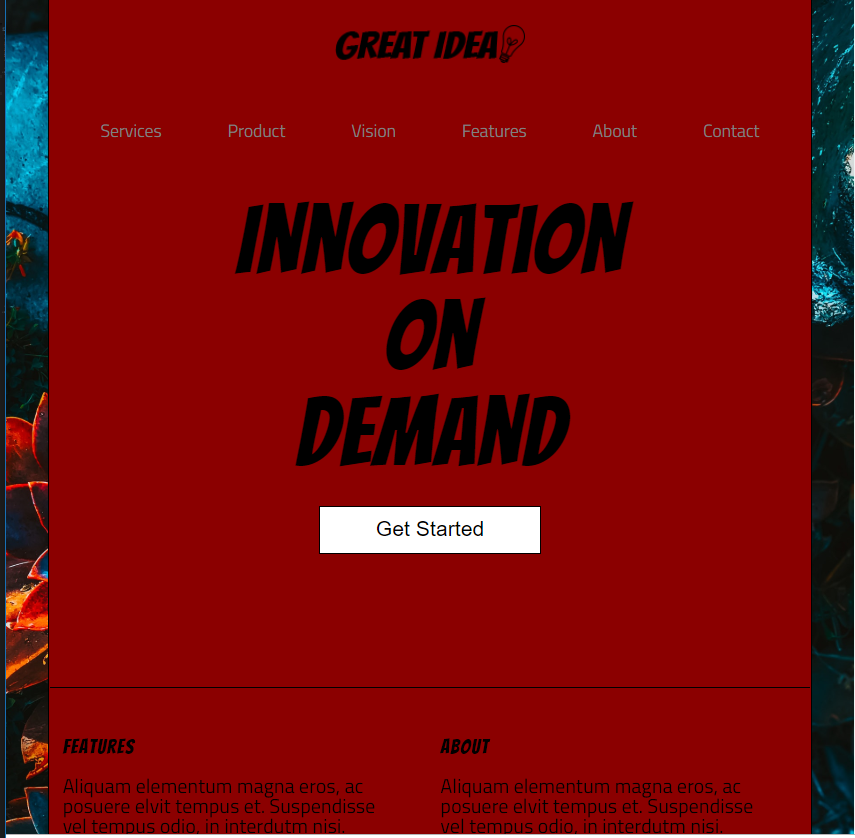 GREAT IDEA
Services Product Vision Features About Contact
INNOVATION
ON
DEMAND
Get Started
FEATURES
Aliquam elementum magna eros, ac
posuere elvit tempus et. Suspendisse
vel tempus odio, in interdutm nisi.
ABOUT
Aliquam elementum magna eros, ac
posuere elvit tempus et. Suspendisse
vel tempus odio, in interdutm nisi.